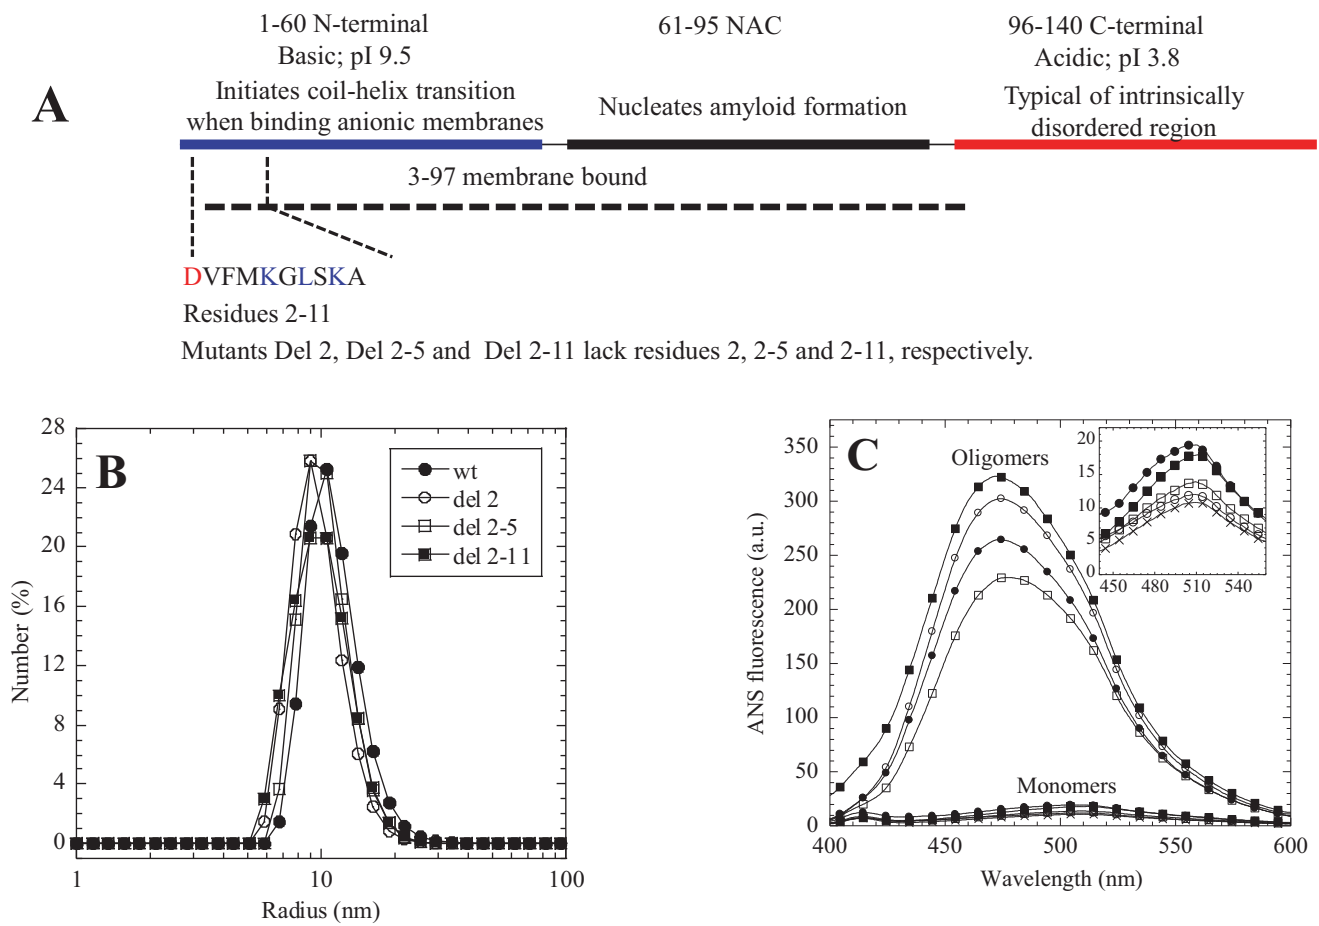 A
1-60 N-terminal
Basic; pI 9.5
Initiates coil-helix transition
when binding anionic membranes
61-95 NAC
Nucleates amyloid formation
96-140 C-terminal
Acidic; pI 3.8
Typical of intrinsically
disordered region
3-97 membrane bound
DVFMKGLSKA
Residues 2-11
Mutants Del 2, Del 2-5 and Del 2-11 lack residues 2, 2-5 and 2-11, respectively.
B
28
24
20
16
12
8
4
0
Number (%)
1
10
100
Radius (nm)
wt
del 2
del 2-5
del 2-11
C
350
300
250
200
150
100
50
0
ANS fluorescence (a.u.)
400
450
500
550
600
Wavelength (nm)
Oligomers
Monomers
20
15
10
5
0
450
480
510
540